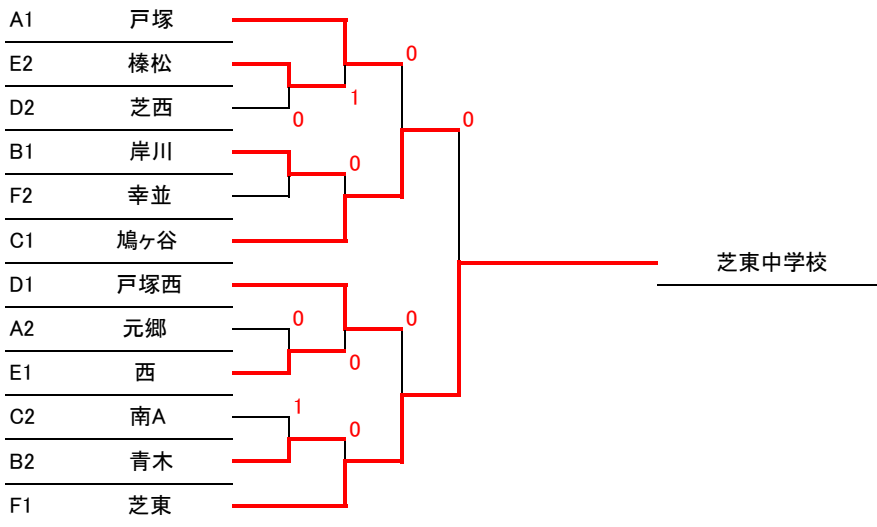 A1 戸塚
0
E2 榛松
1
D2 芝西
0
0
B1 岸川
0
F2 幸並
C1 鳩ヶ谷
芝東中学校
D1 戸塚西
0
0
A2 元郷
0
E1 西
C2 南A
1
0
B2 青木
F1 芝東